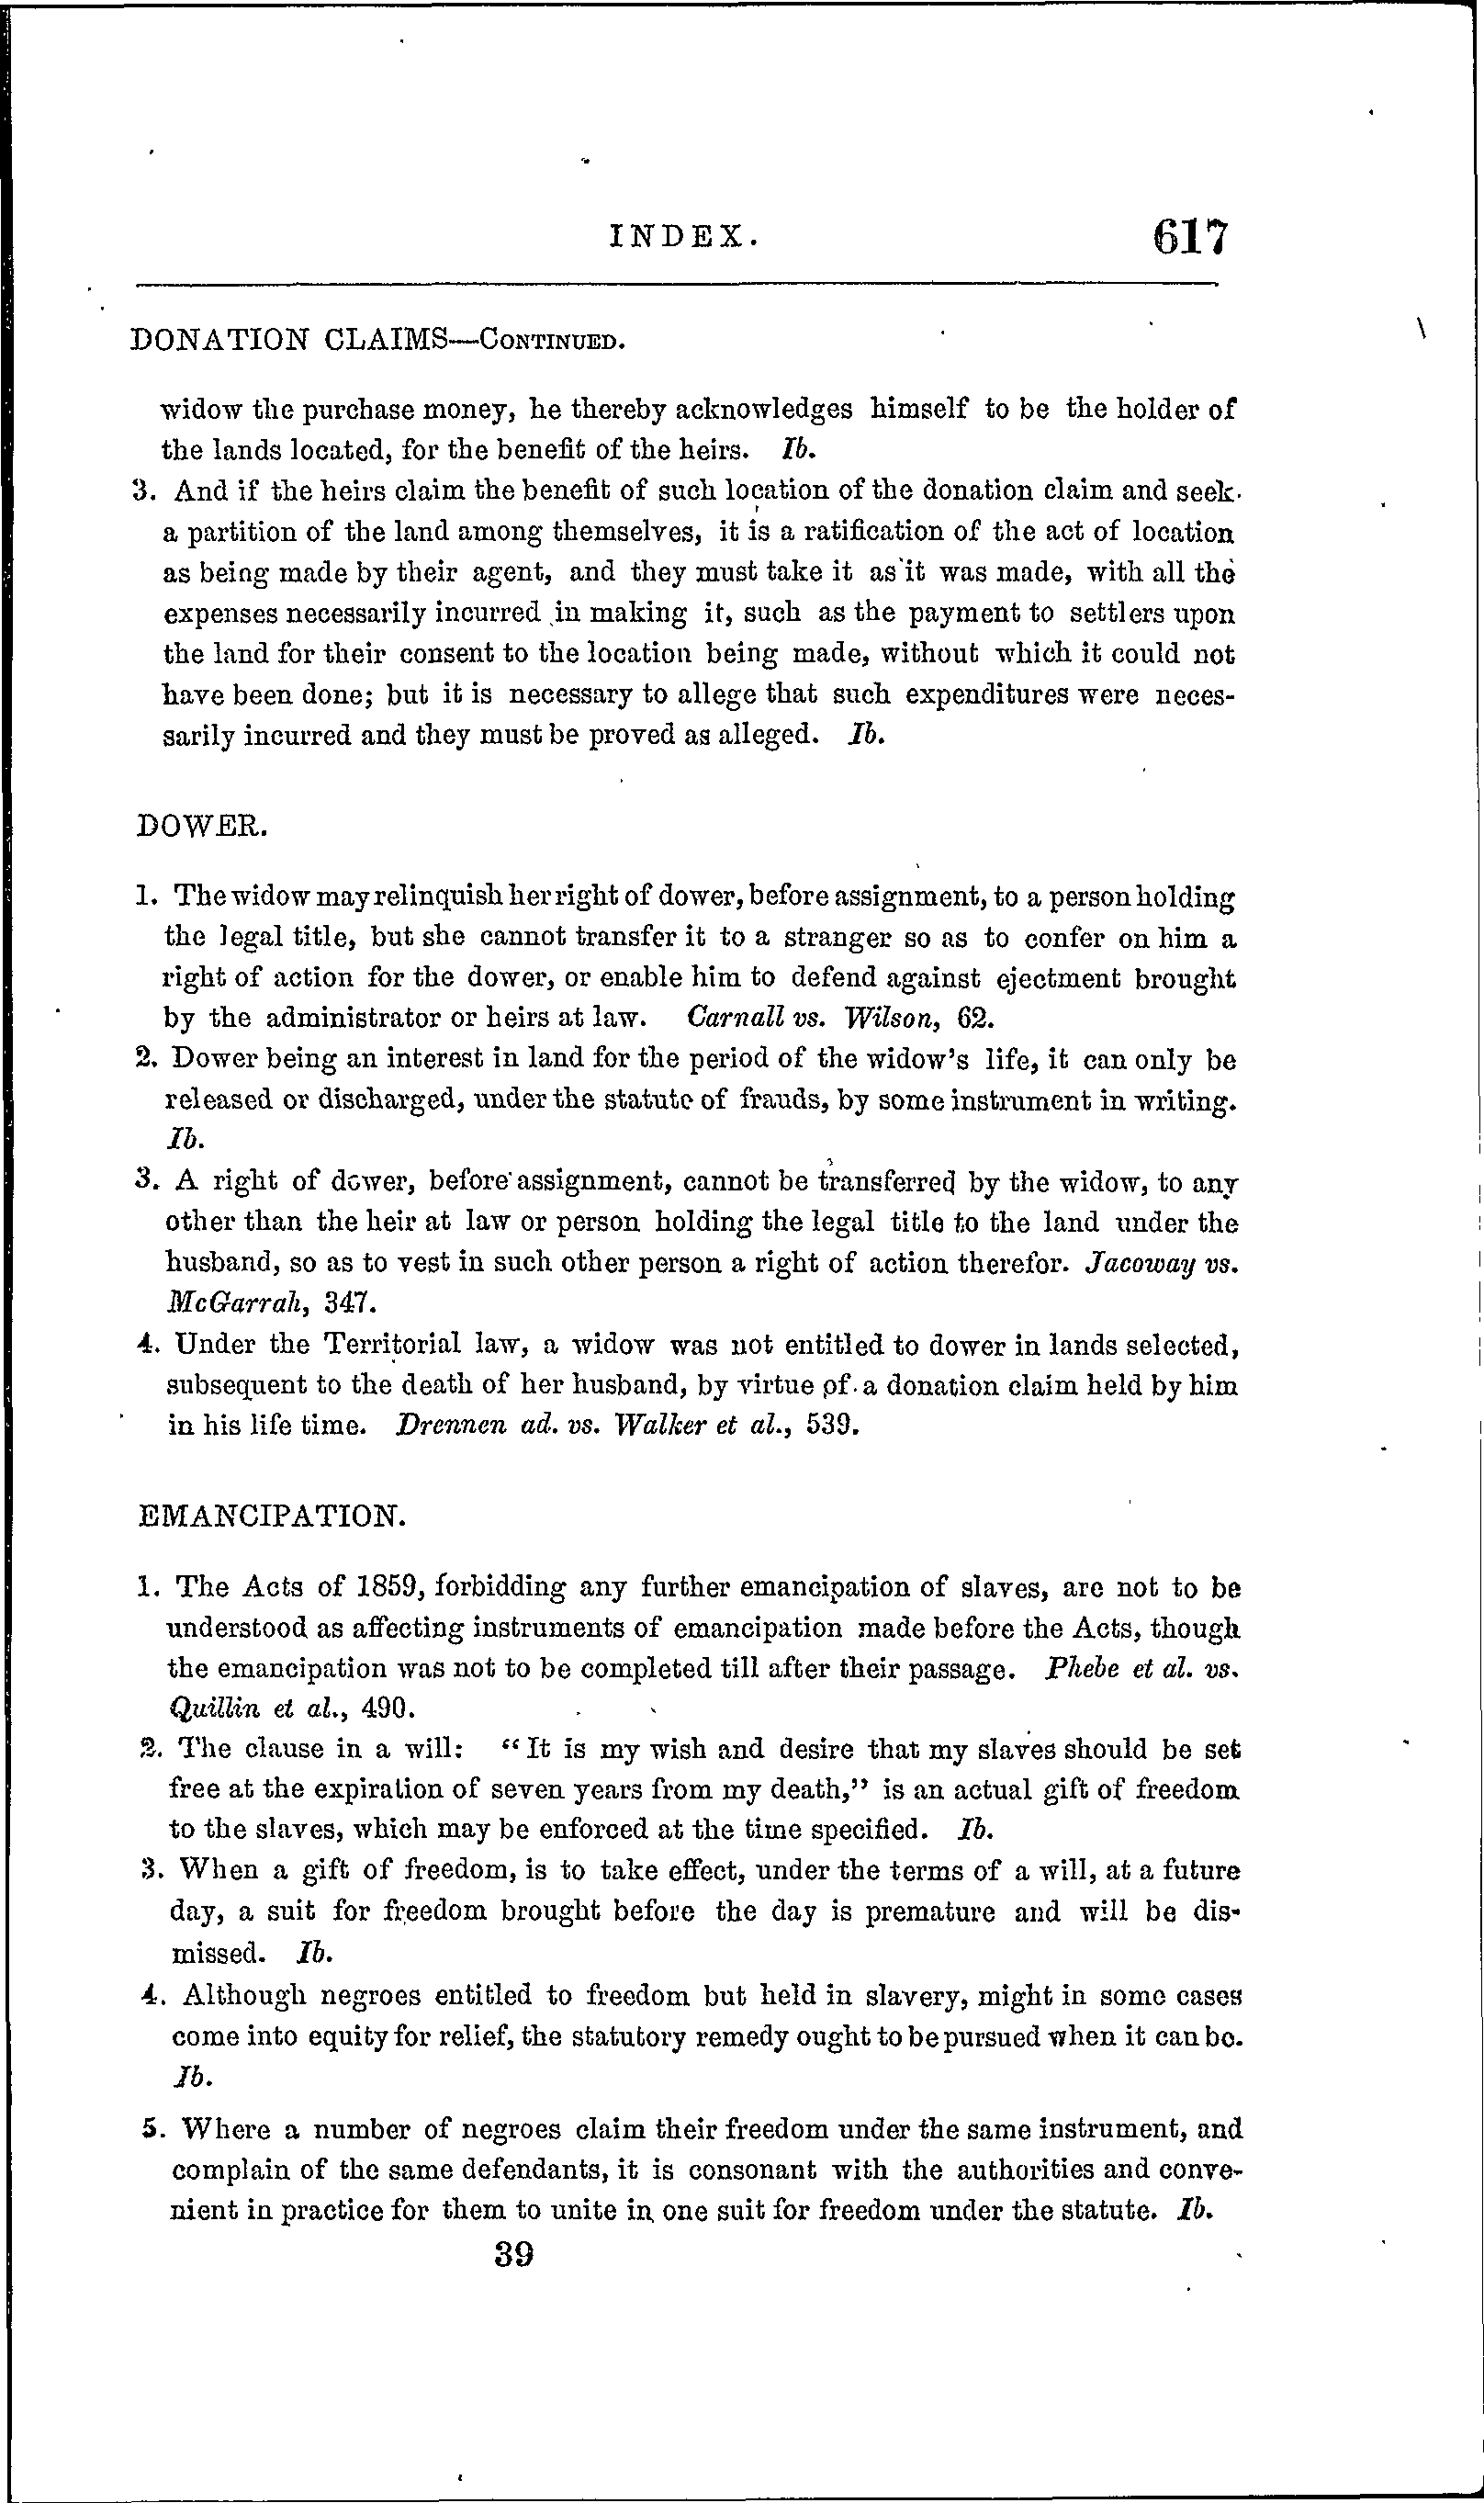 INDEX. 617
DONATION CLAIMS—CONTINUED.
widow the purchase money, he thereby acknowledges himself to be the holder of
the lands located, for the benefit of the heirs. Ib.
3. And if the heirs claim the benefit of such location of the donation claim and seek
a partition of the land among themselves, it is a ratification of the act of location
as being made by their agent, and they must take it as it was made, with all the
expenses necessarily incurred in making it, such as the payment to settlers upon
the land for their consent to the location being made, without which it could not
have been done; but it is necessary to allege that such expenditures were neces-
sarily incurred and they must be proved as alleged. Ib.
DOWER.
1. The widow may relinquish her right of dower, before assignment, to a person holding
the legal title, but she cannot transfer it to a stranger so as to confer on him a
right of action for the dower, or enable him to defend against ejectment brought
by the administrator or heirs at law. Carnall vs. Wilson, 62.
2. Dower being an interest in land for the period of the widow's life, it can only be
released or discharged, under the statute of frauds, by some instrument in writing.
Ib.
3. A right of dower, before assignment, cannot be transferred by the widow, to any
other than the heir at law or person holding the legal title to the land under the
husband, so as to vest in such other person a right of action therefor. Jacoway vs.
McGarrah, 347.
4. Under the Territorial law, a widow was not entitled to dower in lands selected,
subsequent to the death of her husband, by virtue of a donation claim held by him
in his life time. Drennen ad. vs. Walker et al., 539.
EMANCIPATION.
1. The Acts of 1859, forbidding any further emancipation of slaves, are not to be
understood as affecting instruments of emancipation made before the Acts, though
the emancipation was not to be completed till after their passage. Phebe et al. vs.
Quillin et al., 490.
2. The clause in a will: "It is my wish and desire that my slaves should be set
free at the expiration of seven years from my death," is an actual gift of freedom
to the slaves, which may be enforced at the time specified. Ib.
3. When a gift of freedom, is to take effect, under the terms of a will, at a future
day, a suit for freedom brought before the day is premature and will be dis-
missed. Ib.
4. Although negroes entitled to freedom but held in slavery, might in some cases
come into equity for relief, the statutory remedy ought to be pursued when it can be.
Ib.
5. Where a number of negroes claim their freedom under the same instrument, and
complain of the same defendants, it is consonant with the authorities and conve-
nient in practice for them to unite in one suit for freedom under the statute. Ib.
39